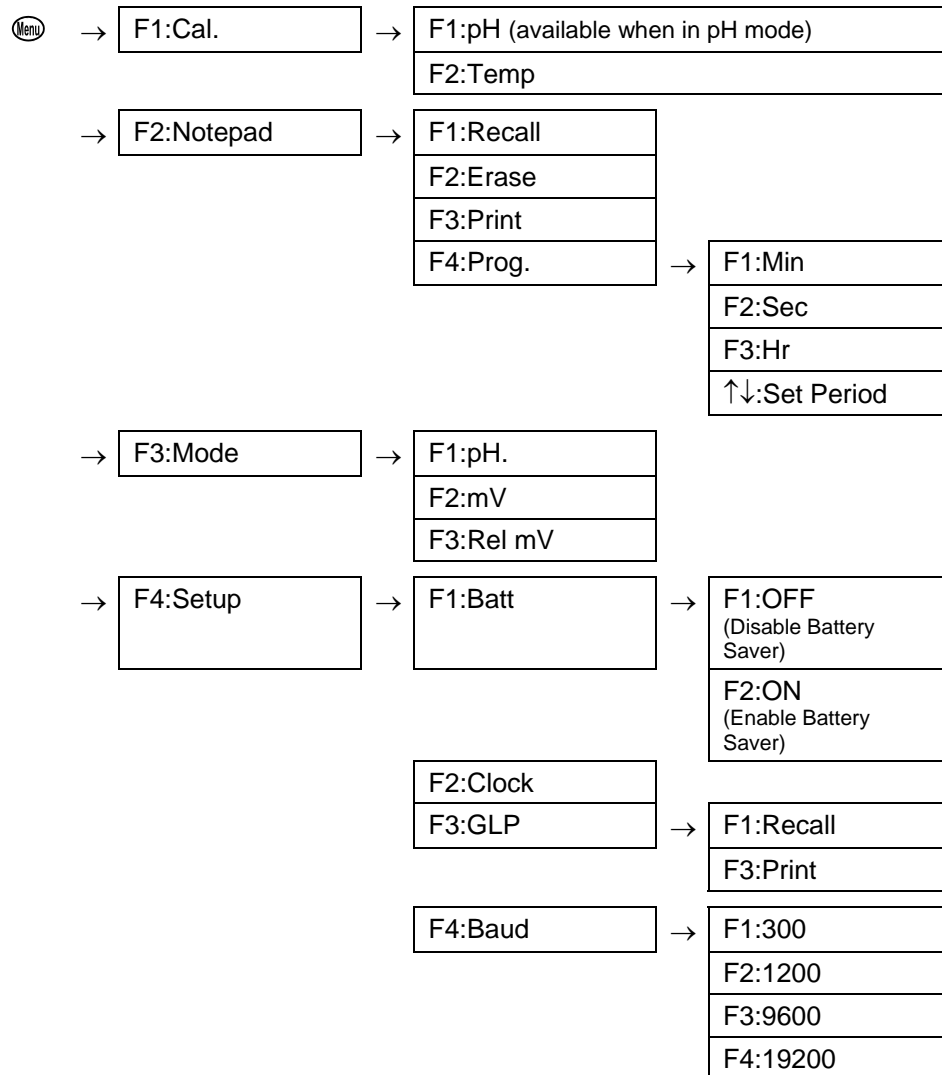 Menu → F1:Cal. → F1:pH (available when in pH mode)
F2:Temp
→ F2:Notepad → F1:Recall
F2:Erase
F3:Print
F4:Prog. → F1:Min
F2:Sec
F3:Hr
↑↓:Set Period
→ F3:Mode → F1:pH.
F2:mV
F3:Rel mV
→ F4:Setup → F1:Batt → F1:OFF
(Disable Battery
Saver)
F2:ON
(Enable Battery
Saver)
F2:Clock
F3:GLP → F1:Recall
F3:Print
F4:Baud → F1:300
F2:1200
F3:9600
F4:19200